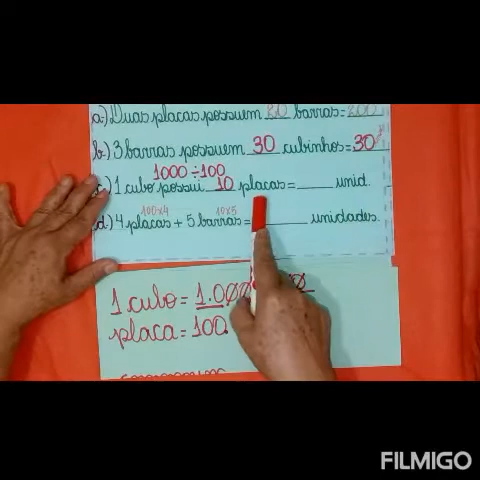 a) Duas placas possuem 20 barras = 200
b) 3 barras possuem 30 cubinhos = 30
1000 ÷ 100
c) 1 cubo possui 10 placas = ____ unid.
100x4 10x5
d) 4 placas + 5 barras = ____ unidades.
1 cubo = 1.000
placa = 100
FILMIGO